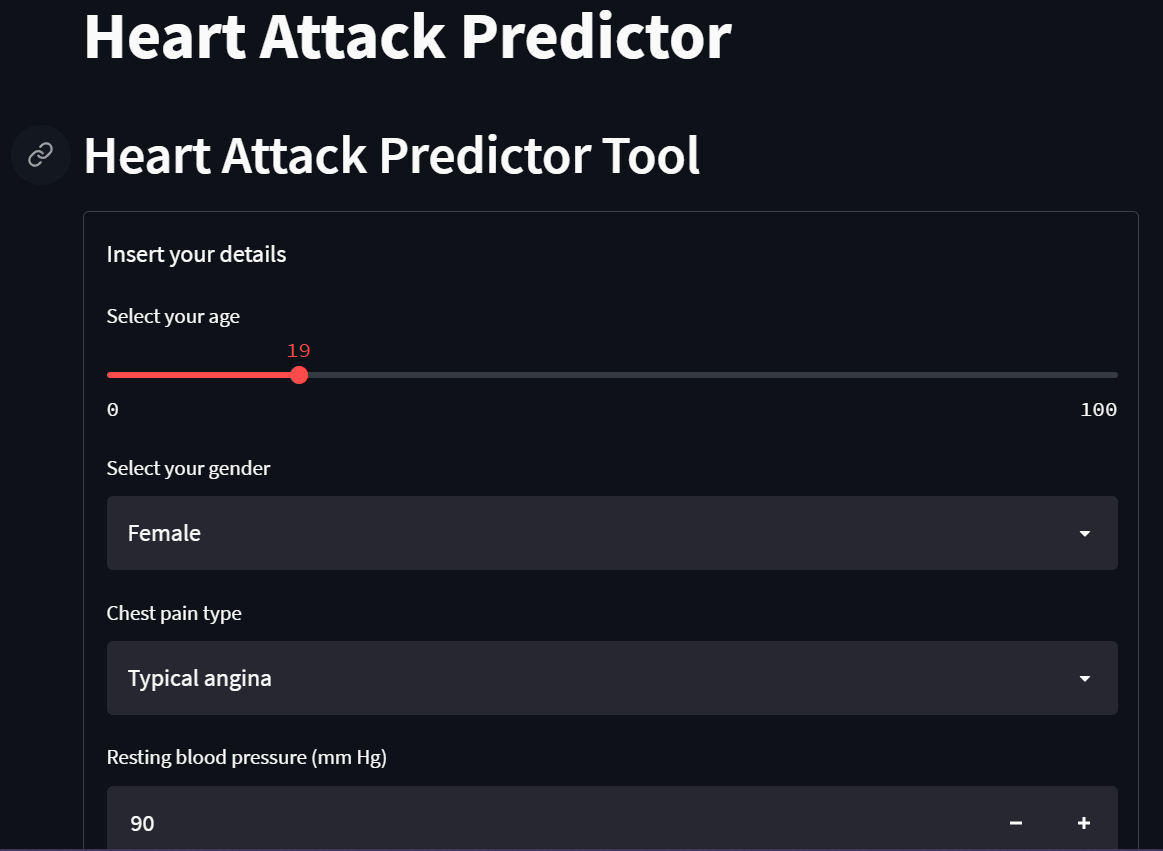 Heart Attack Predictor
Heart Attack Predictor Tool
Insert your details
Select your age
19
0 100
Select your gender
Female
Chest pain type
Typical angina
Resting blood pressure (mm Hg)
90